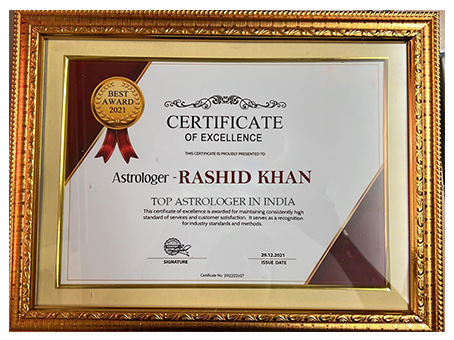 BEST
AWARD
2021
CERTIFICATE
OF EXCELLENCE
THIS CERTIFICATE IS PROUDLY PRESENTED TO
Astrologer - RASHID KHAN
TOP ASTROLOGER IN INDIA
This certificate of excellence is awarded for maintaining consistently high
standard of services and customer satisfaction. It serves as a recognition
for industry standards and methods.
29.12.2021
SIGNATURE
ISSUE DATE
Certificate No: